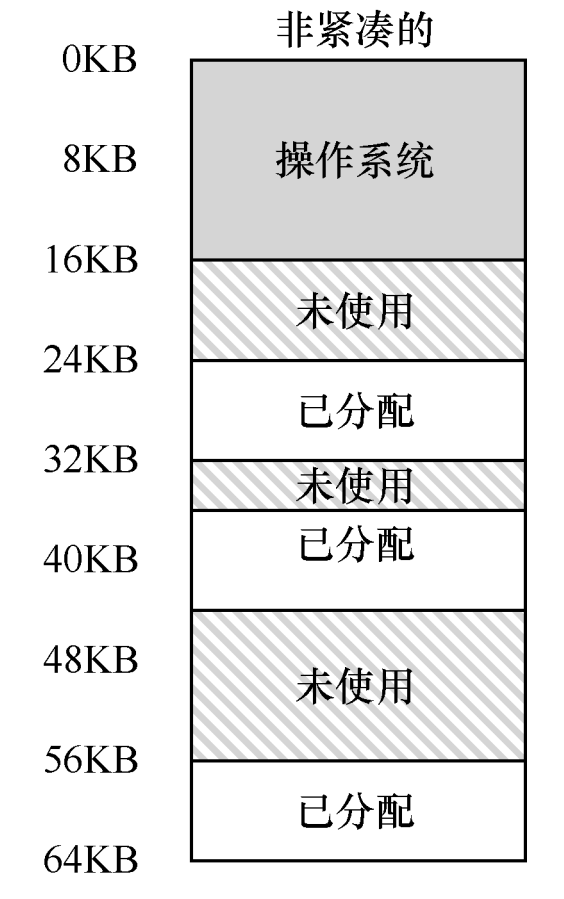 非紧凑的
0KB
8KB
操作系统
16KB
未使用
24KB
已分配
32KB
未使用
已分配
40KB
48KB
未使用
56KB
已分配
64KB